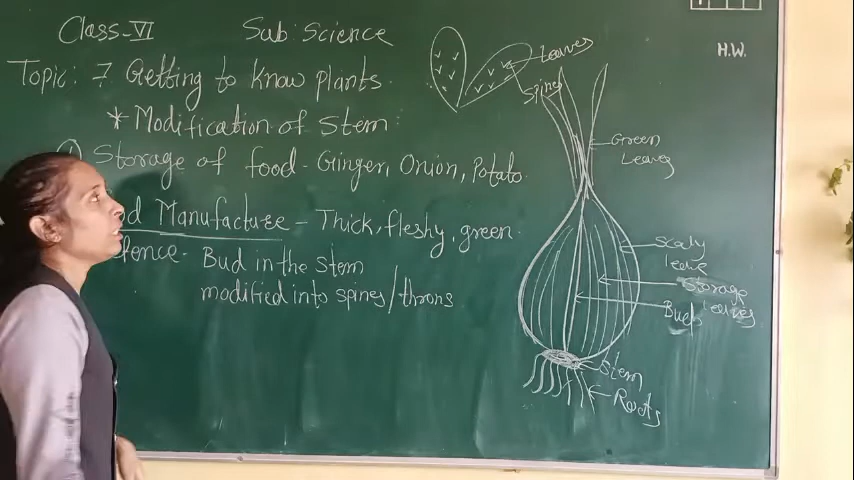 Class-VI Sub: Science
Topic: 7 Getting to know plants.
* Modification of Stem:
Storage of food - Ginger, Onion, Potato.
d Manufacture - Thick, fleshy, green.
fence - Bud in the stem
modified into spines/throns
H.W.
Leaves
Spines
Green
Leaves
Scaly
leave
Storage
leaves
Buds
Stem
Roots